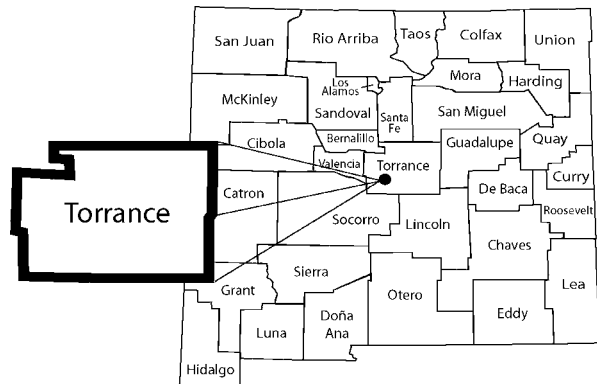 San Juan
Rio Arriba
Taos
Colfax
Union
Los
Alamos
Mora
Harding
McKinley
Sandoval
Santa
Fe
San Miguel
Cibola
Bernalillo
Guadalupe
Quay
Valencia
Torrance
Curry
Torrance
Catron
De Baca
Socorro
Lincoln
Roosevelt
Chaves
Sierra
Grant
Otero
Lea
Luna
Doña
Ana
Eddy
Hidalgo